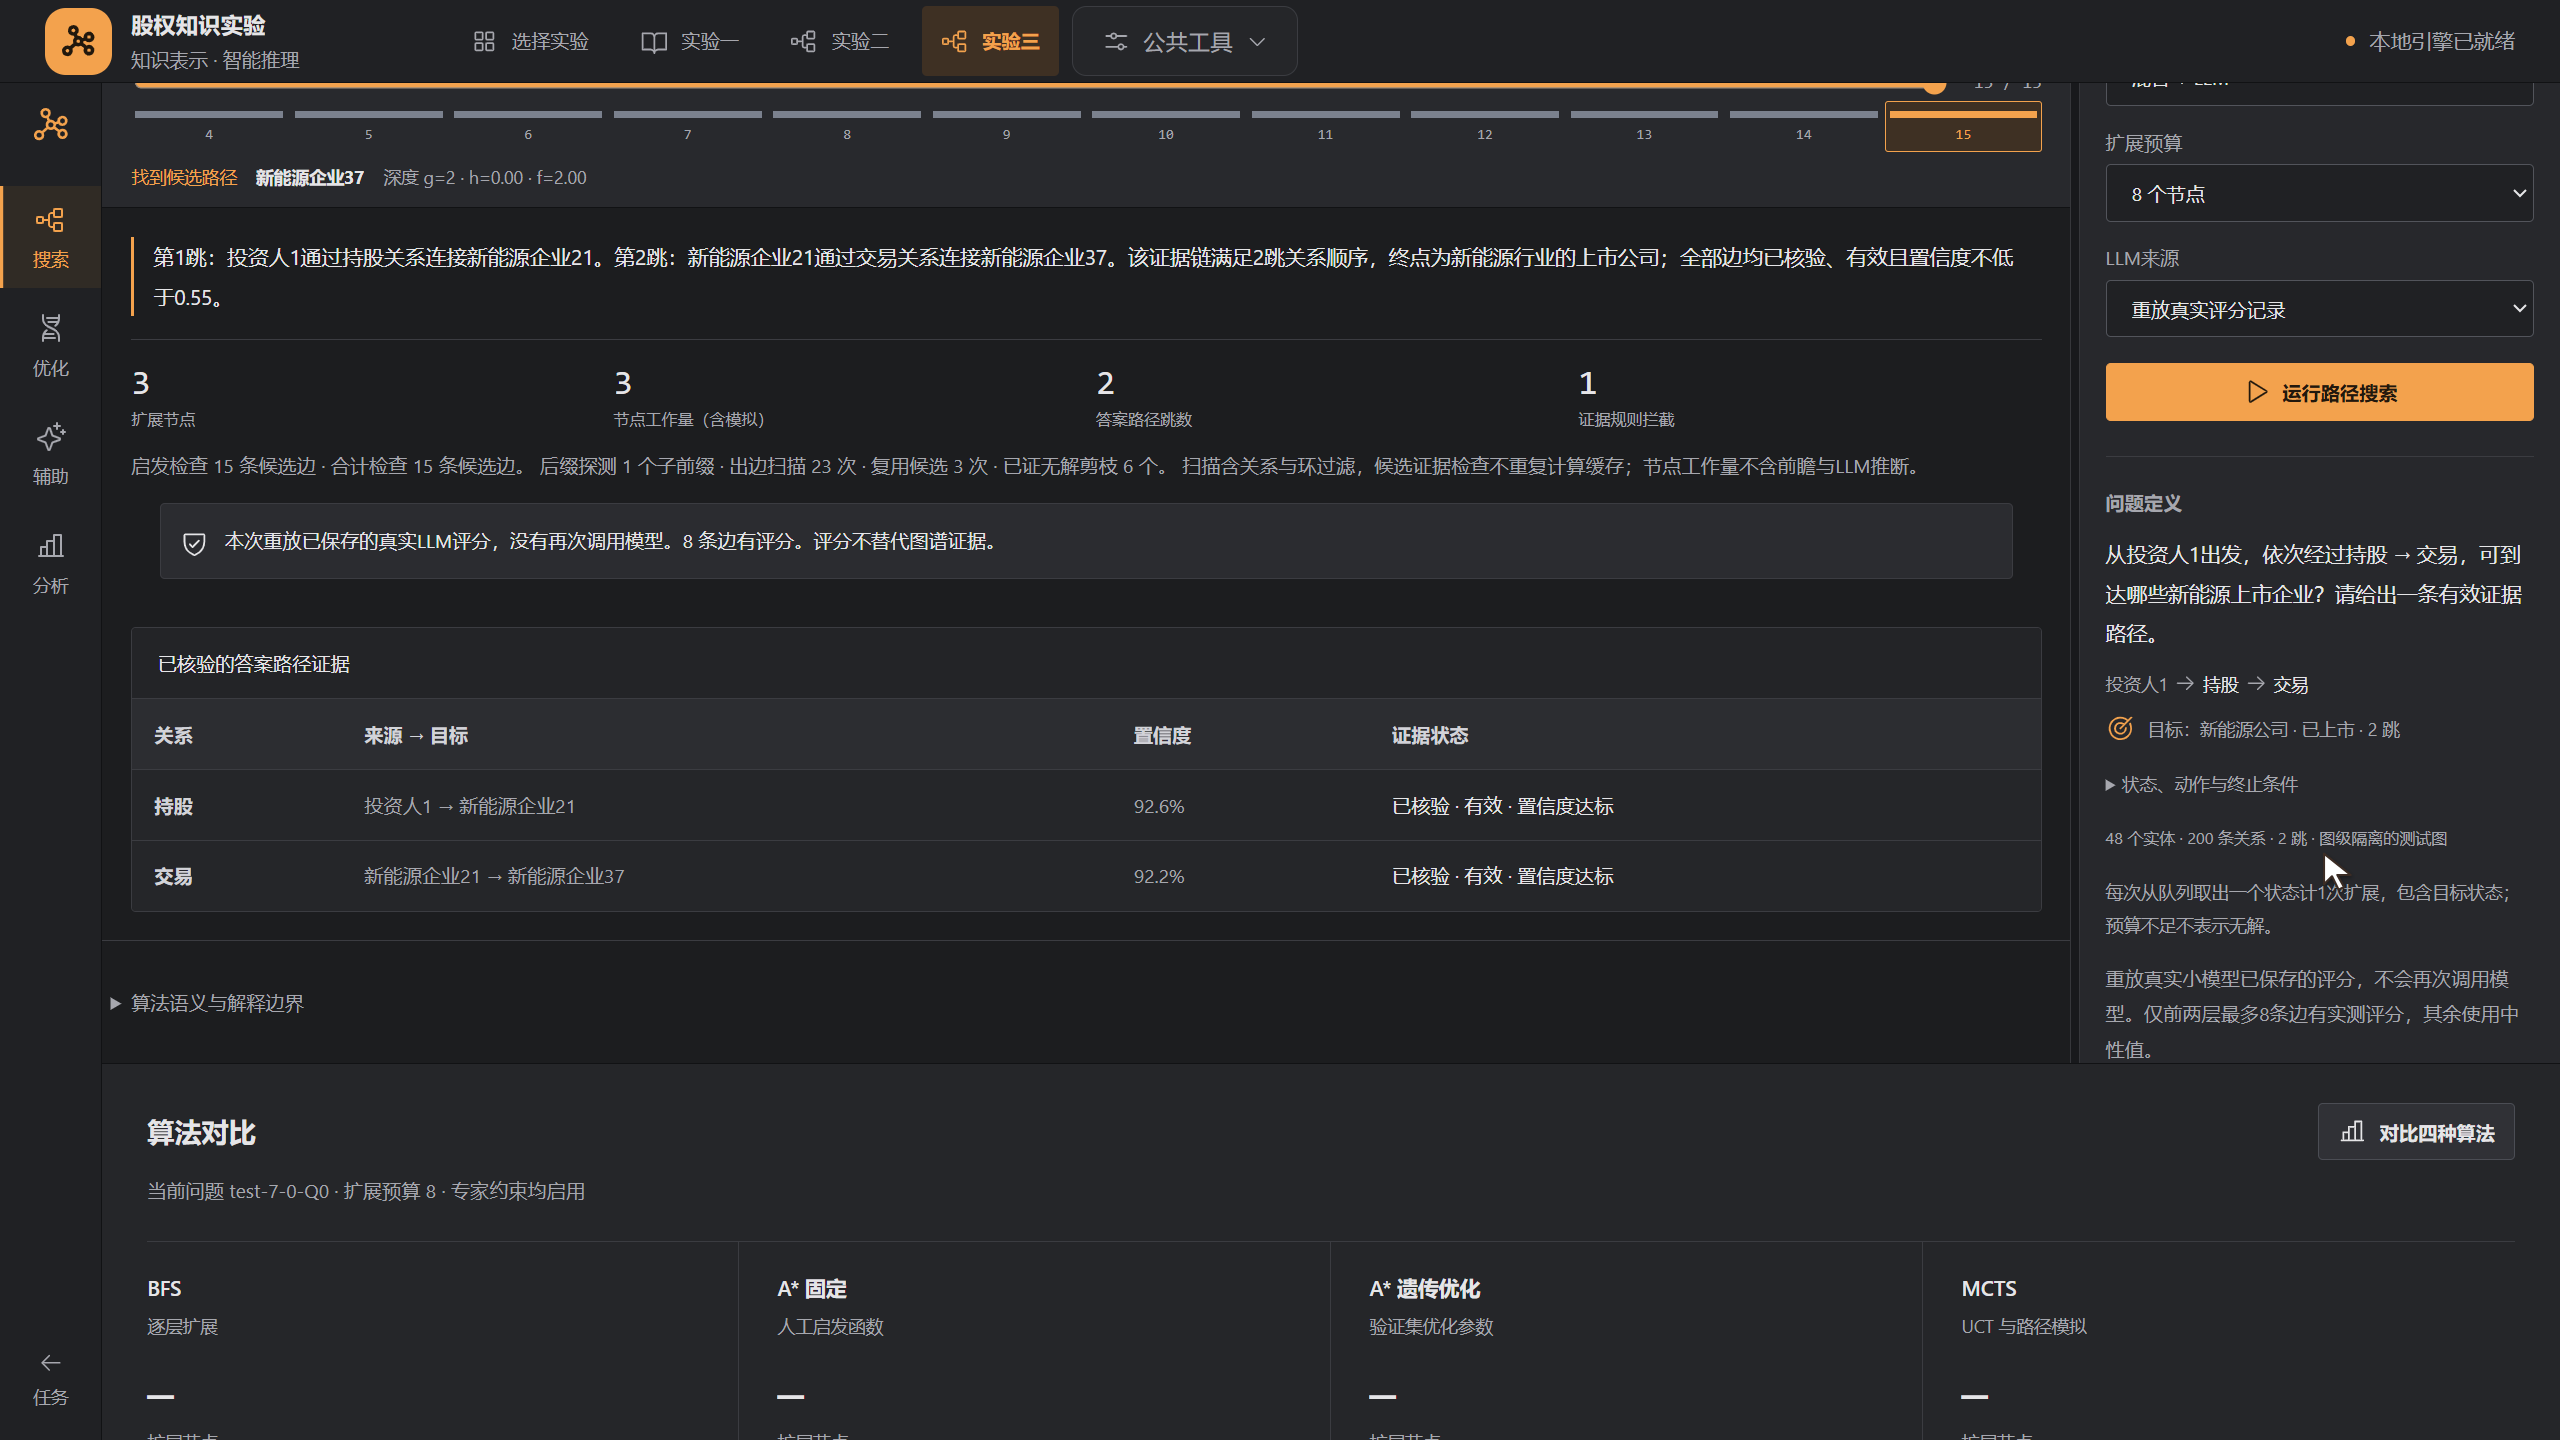 股权知识实验
知识表示 · 智能推理
选择实验
实验一
实验二
实验三
公共工具
本地引擎已就绪
搜索
优化
辅助
分析
任务
15 / 15
4
5
6
7
8
9
10
11
12
13
14
15
找到候选路径 新能源企业37 深度 g=2 · h=0.00 · f=2.00
第1跳：投资人1通过持股关系连接新能源企业21。第2跳：新能源企业21通过交易关系连接新能源企业37。该证据链满足2跳关系顺序，终点为新能源行业的上市公司；全部边均已核验、有效且置信度不低
于0.55。
3
扩展节点
3
节点工作量（含模拟）
2
答案路径跳数
1
证据规则拦截
启发检查 15 条候选边 · 合计检查 15 条候选边。 后缀探测 1 个子前缀 · 出边扫描 23 次 · 复用候选 3 次 · 已证无解剪枝 6 个。 扫描含关系与环过滤，候选证据检查不重复计算缓存；节点工作量不含前瞻与LLM推断。
本次重放已保存的真实LLM评分，没有再次调用模型。8 条边有评分。评分不替代图谱证据。
已核验的答案路径证据
关系 来源 → 目标 置信度 证据状态
持股 投资人1 → 新能源企业21 92.6% 已核验 · 有效 · 置信度达标
交易 新能源企业21 → 新能源企业37 92.2% 已核验 · 有效 · 置信度达标
算法语义与解释边界
扩展预算
8 个节点
LLM来源
重放真实评分记录
运行路径搜索
问题定义
从投资人1出发，依次经过持股 → 交易，可到
达哪些新能源上市企业？请给出一条有效证据
路径。
投资人1 → 持股 → 交易
目标：新能源公司 · 已上市 · 2 跳
状态、动作与终止条件
48 个实体 · 200 条关系 · 2 跳 · 图级隔离的测试图
每次从队列取出一个状态计1次扩展，包含目标状态；
预算不足不表示无解。
重放真实小模型已保存的评分，不会再次调用模
型。仅前两层最多8条边有实测评分，其余使用中
性值。
算法对比
对比四种算法
当前问题 test-7-0-Q0 · 扩展预算 8 · 专家约束均启用
BFS
逐层扩展
—
A* 固定
人工启发函数
—
A* 遗传优化
验证集优化参数
—
MCTS
UCT 与路径模拟
—